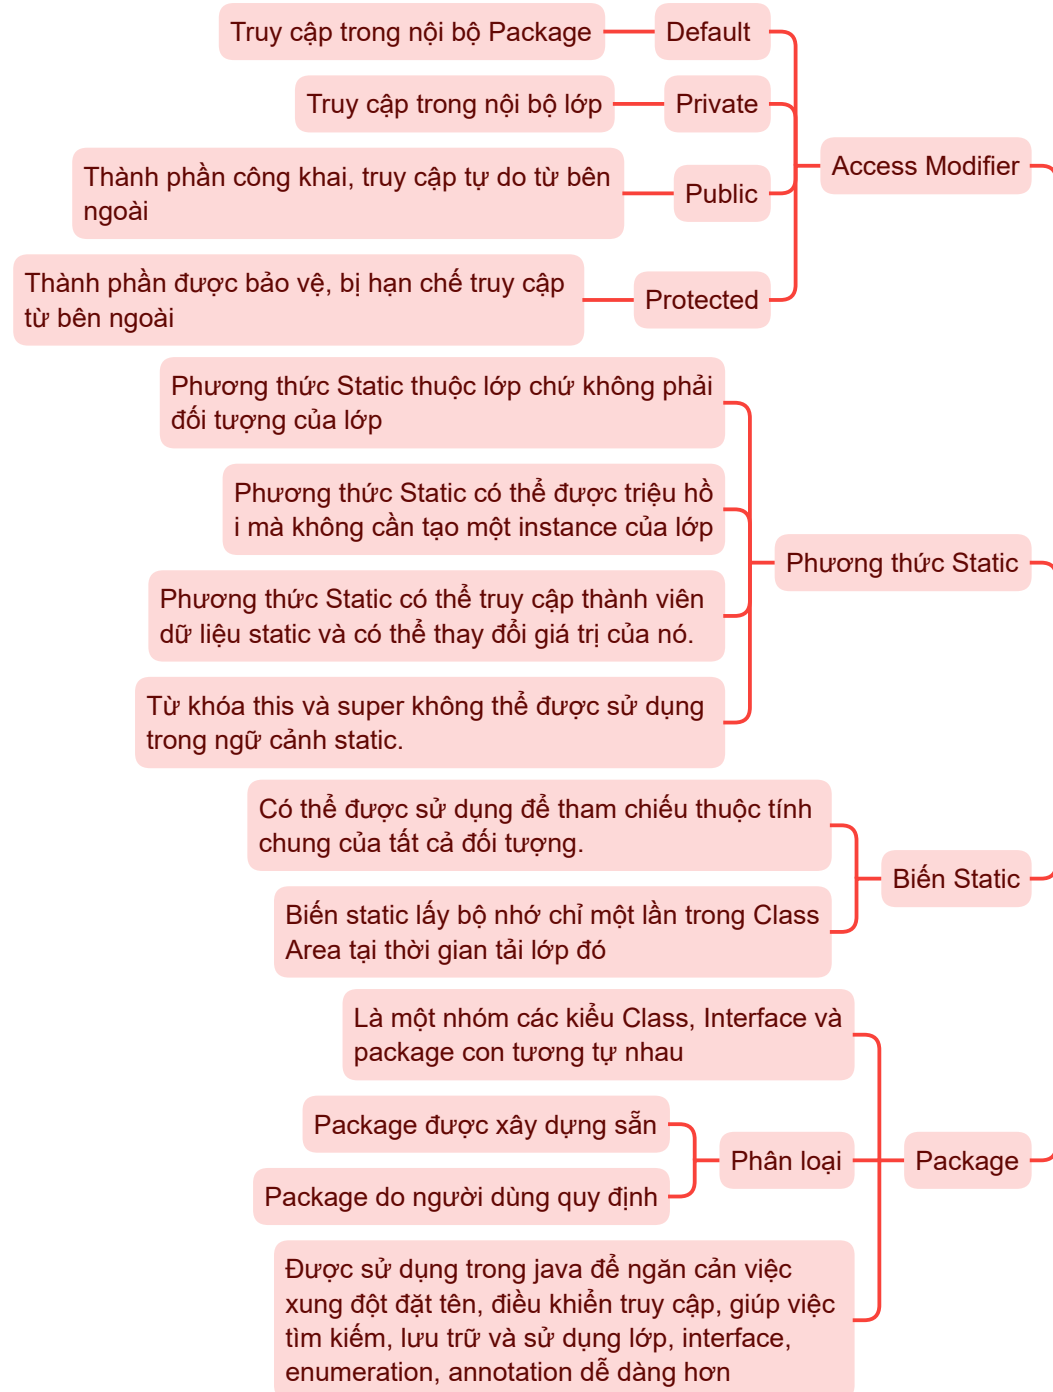 Truy cập trong nội bộ Package
Default
Truy cập trong nội bộ lớp
Private
Access Modifier
Thành phần công khai, truy cập tự do từ bên
ngoài
Public
Thành phần được bảo vệ, bị hạn chế truy cập
từ bên ngoài
Protected
Phương thức Static thuộc lớp chứ không phải
đối tượng của lớp
Phương thức Static có thể được triệu hồ
i mà không cần tạo một instance của lớp
Phương thức Static
Phương thức Static có thể truy cập thành viên
dữ liệu static và có thể thay đổi giá trị của nó.
Từ khóa this và super không thể được sử dụng
trong ngữ cảnh static.
Có thể được sử dụng để tham chiếu thuộc tính
chung của tất cả đối tượng.
Biến Static
Biến static lấy bộ nhớ chỉ một lần trong Class
Area tại thời gian tải lớp đó
Là một nhóm các kiểu Class, Interface và
package con tương tự nhau
Package được xây dựng sẵn
Phân loại
Package
Package do người dùng quy định
Được sử dụng trong java để ngăn cản việc
xung đột đặt tên, điều khiển truy cập, giúp việc
tìm kiếm, lưu trữ và sử dụng lớp, interface,
enumeration, annotation dễ dàng hơn